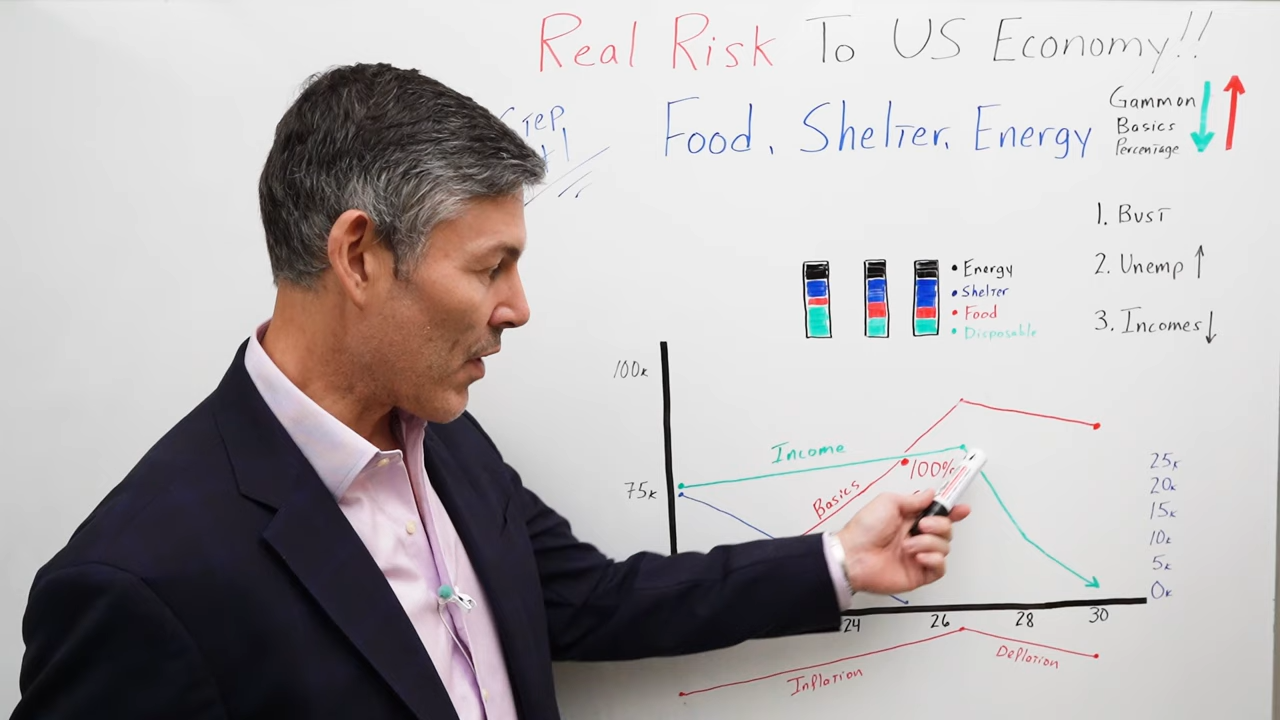 Real Risk To US Economy!!
STEP
Food, Shelter, Energy
Gammon
Basics
Percentage
1. Bust
2. Unemp ↑
3. Incomes ↓
• Energy
• Shelter
• Food
• Disposable
100k
75k
Income
Basics
100%
25k
20k
15k
10k
5k
0k
24 26 28 30
Inflation
Deflation